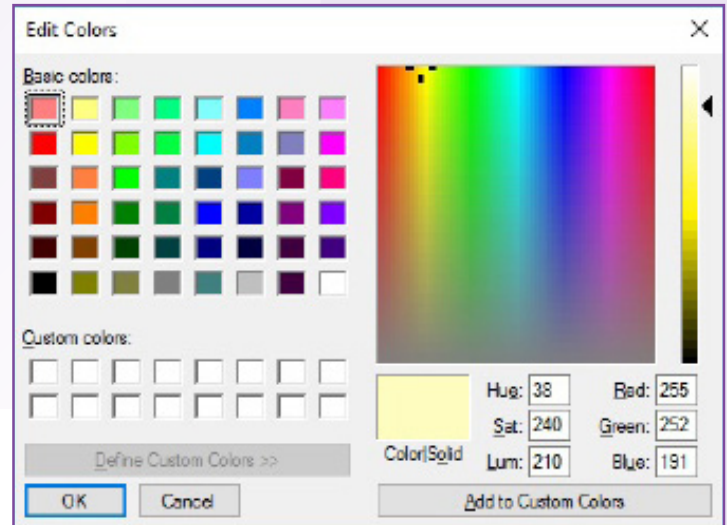 Edit Colors
Basic colors:
Custom colors:
Define Custom Colors >>
OK Cancel
Color|Solid
Hue: 38 Red: 255
Sat: 240 Green: 252
Lum: 210 Blue: 191
Add to Custom Colors